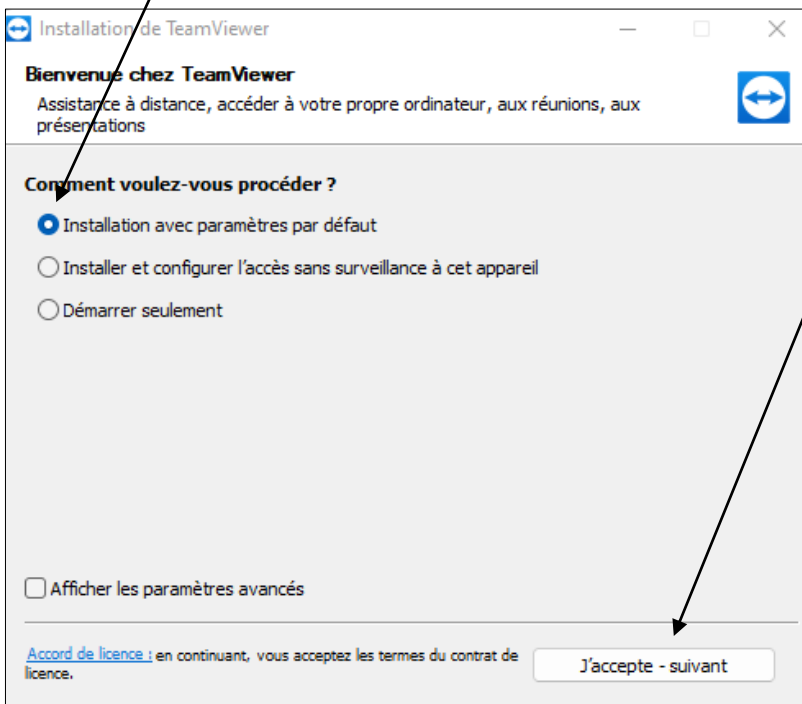 Installation de TeamViewer
Bienvenue chez TeamViewer
Assistance à distance, accéder à votre propre ordinateur, aux réunions, aux
présentations
Comment voulez-vous procéder ?
Installation avec paramètres par défaut
Installer et configurer l'accès sans surveillance à cet appareil
Démarrer seulement
Afficher les paramètres avancés
Accord de licence : en continuant, vous acceptez les termes du contrat de
licence.
J'accepte - suivant